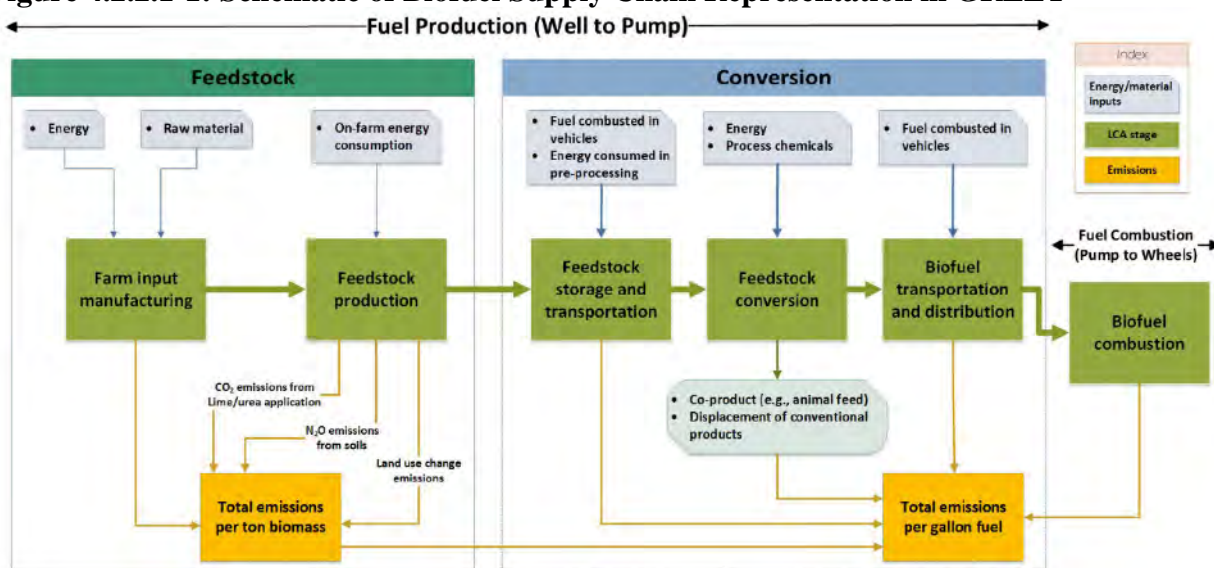 Fuel Production (Well to Pump)
Feedstock
Conversion
Index
Energy/material
inputs
LCA stage
Emissions
• Energy
• Raw material
• On-farm energy
consumption
• Fuel combusted in
vehicles
• Energy consumed in
pre-processing
• Energy
• Process chemicals
• Fuel combusted in
vehicles
Fuel Combustion
(Pump to Wheels)
Farm input
manufacturing
Feedstock
production
Feedstock
storage and
transportation
Feedstock
conversion
Biofuel
transportation
and distribution
Biofuel
combustion
CO₂ emissions from
Lime/urea application
N₂O emissions
from soils
Land use change
emissions
• Co-product (e.g., animal feed)
• Displacement of conventional
products
Total emissions
per ton biomass
Total emissions
per gallon fuel